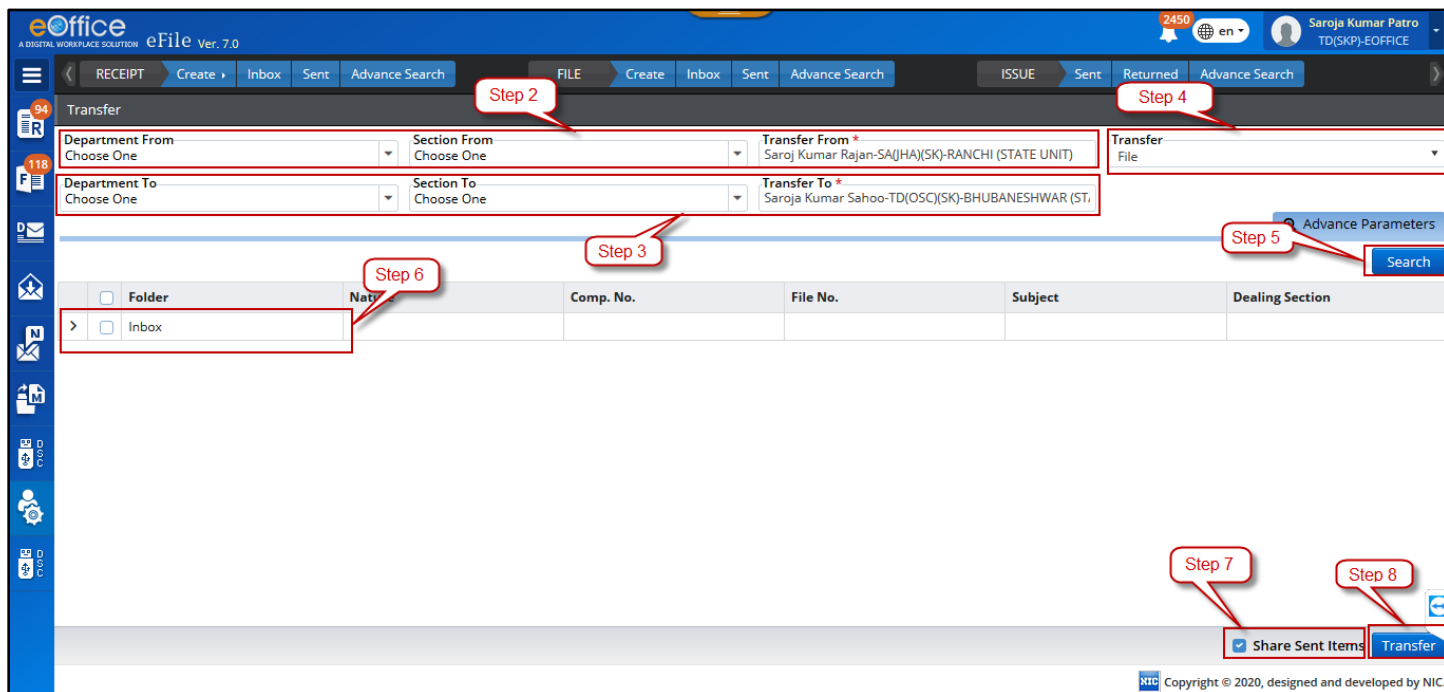 eOffice
A DIGITAL WORKPLACE SOLUTION eFile Ver. 7.0
2450
en
Saroja Kumar Patro
TD(SKP)-EOFFICE
RECEIPT Create Inbox Sent Advance Search FILE Create Inbox Sent Advance Search ISSUE Sent Returned Advance Search
94
R
Transfer
Step 2
Step 4
Department From
Choose One
Section From
Choose One
Transfer From *
Saroj Kumar Rajan-SA(JHA)(SK)-RANCHI (STATE UNIT)
Transfer
File
118
F
Department To
Choose One
Section To
Choose One
Transfer To *
Saroja Kumar Sahoo-TD(OSC)(SK)-BHUBANESHWAR (ST
D
Advance Parameters
Step 3
Step 5
Search
Step 6
Folder Nature Comp. No. File No. Subject Dealing Section
Inbox
N
M
DSC
DSC
Step 7
Step 8
Share Sent Items Transfer
NIC Copyright © 2020, designed and developed by NIC.